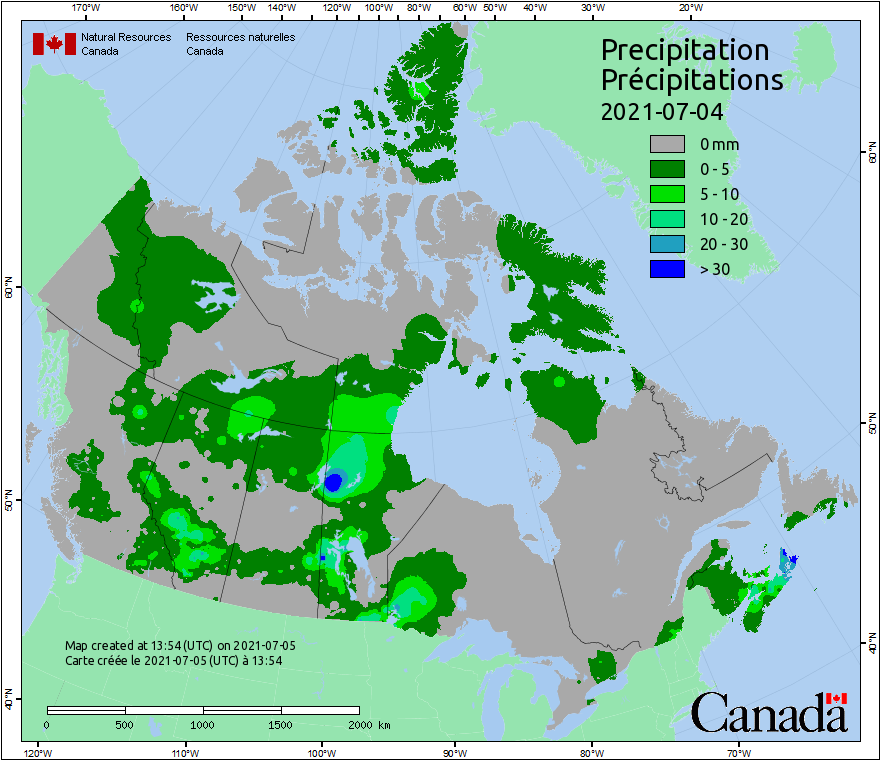 170°W 160°W 150°W 140°W 130°W 120°W 110°W 100°W 90°W 80°W 70°W 60°W 50°W 40°W 30°W 20°W
Natural Resources Ressources naturelles
Canada Canada
Precipitation
Précipitations
2021-07-04
0 mm
0 - 5
5 - 10
10 - 20
20 - 30
> 30
60°N
60°N
50°N
50°N
40°N
40°N
Map created at 13:54 (UTC) on 2021-07-05
Carte créée le 2021-07-05 (UTC) à 13:54
0 500 1000 1500 2000 km
Canada
120°W 110°W 100°W 90°W 80°W 70°W